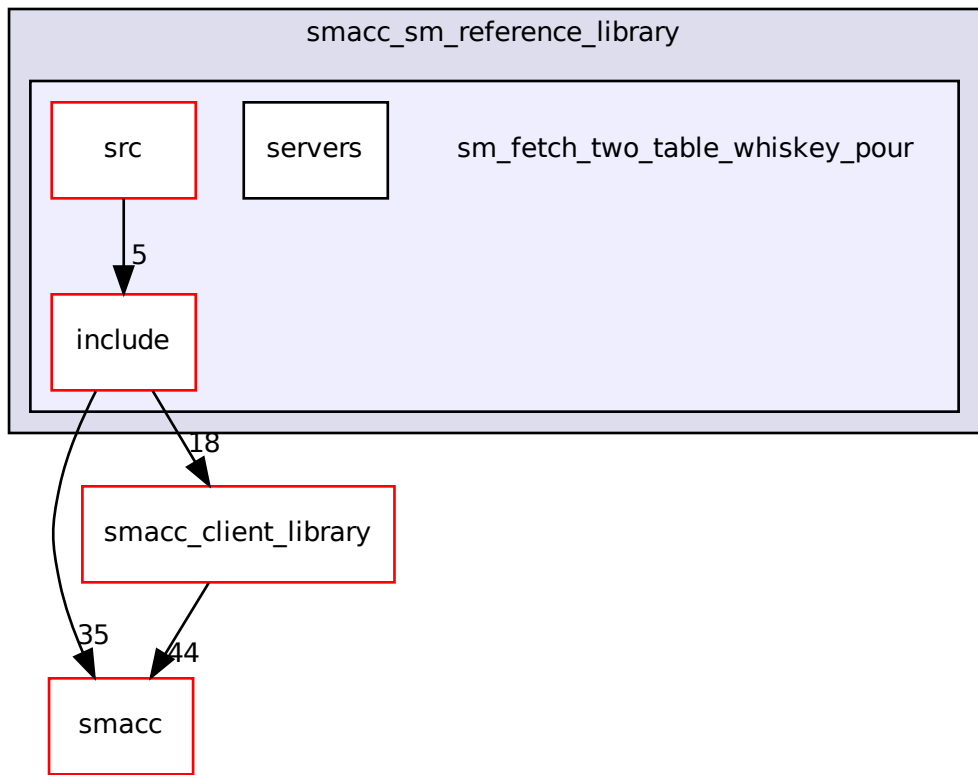 smacc_sm_reference_library
src
servers
sm_fetch_two_table_whiskey_pour
5
include
18
smacc_client_library
35
44
smacc